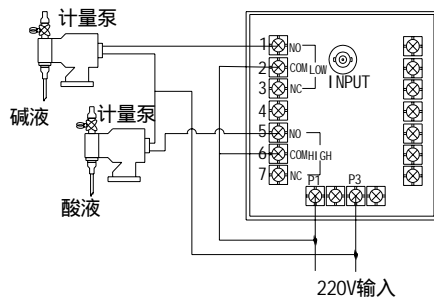 计量泵
碱液
计量泵
酸液
1 NO
2 COM LOW
3 NC
4
5 NO
6 COM HIGH
7 NC
INPUT
P1 P3
220V输入